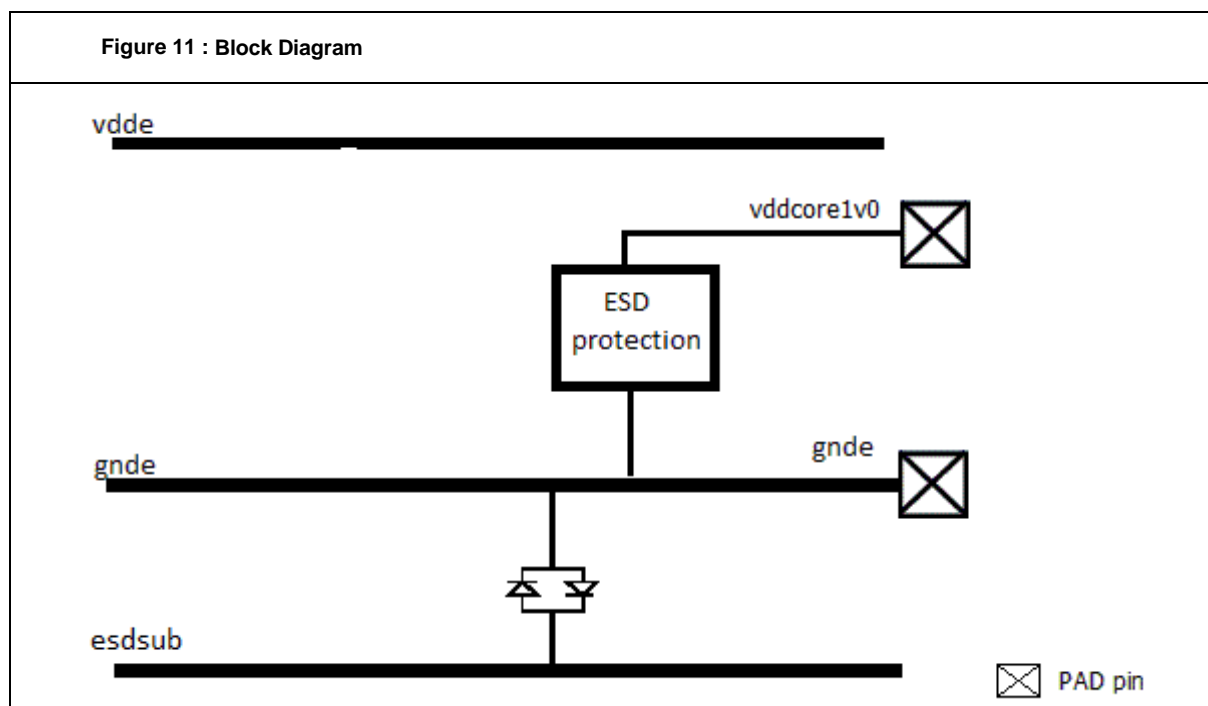 Figure 11 : Block Diagram
vdde
vddcore1v0
ESD
protection
gnde
gnde
esdsub
PAD pin